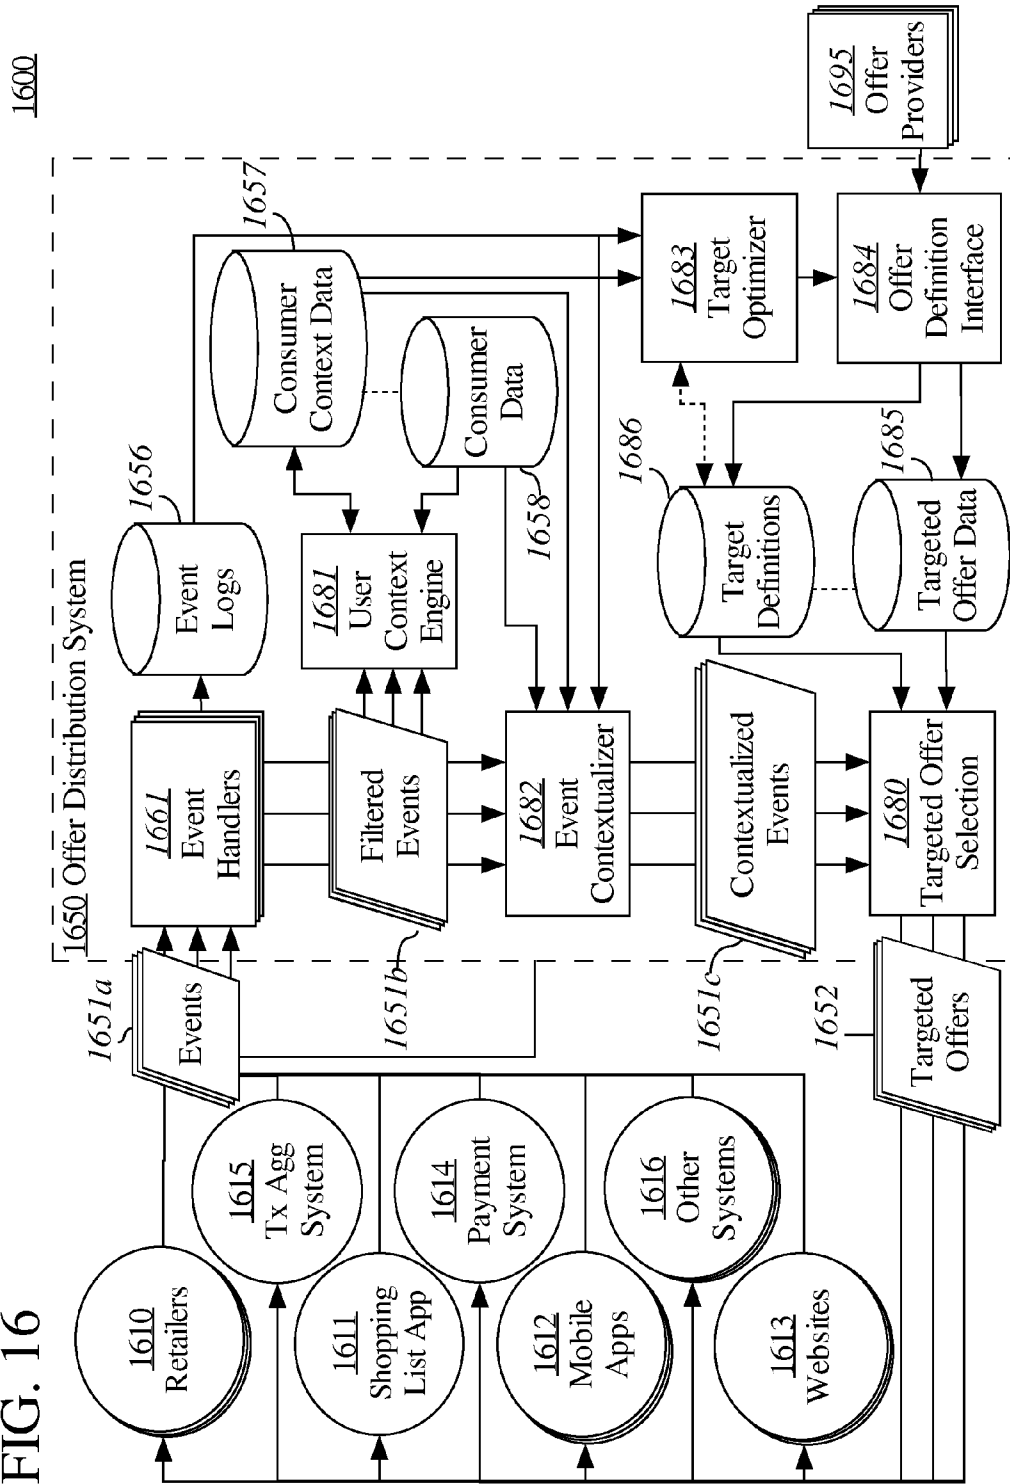 FIG. 16
1600
1650 Offer Distribution System
1610
Retailers
1615
Tx Agg
System
1611
Shopping
List App
1614
Payment
System
1612
Mobile
Apps
1616
Other
Systems
1613
Websites
1651a
Events
1661
Event
Handlers
1656
Event
Logs
1657
Consumer
Context Data
Consumer
Data
1658
1681
User
Context
Engine
Filtered
Events
1651b
1682
Event
Contextualizer
Contextualized
Events
1651c
1683
Target
Optimizer
1684
Offer
Definition
Interface
1695
Offer
Providers
1686
Target
Definitions
1685
Targeted
Offer Data
1680
Targeted Offer
Selection
1652
Targeted
Offers